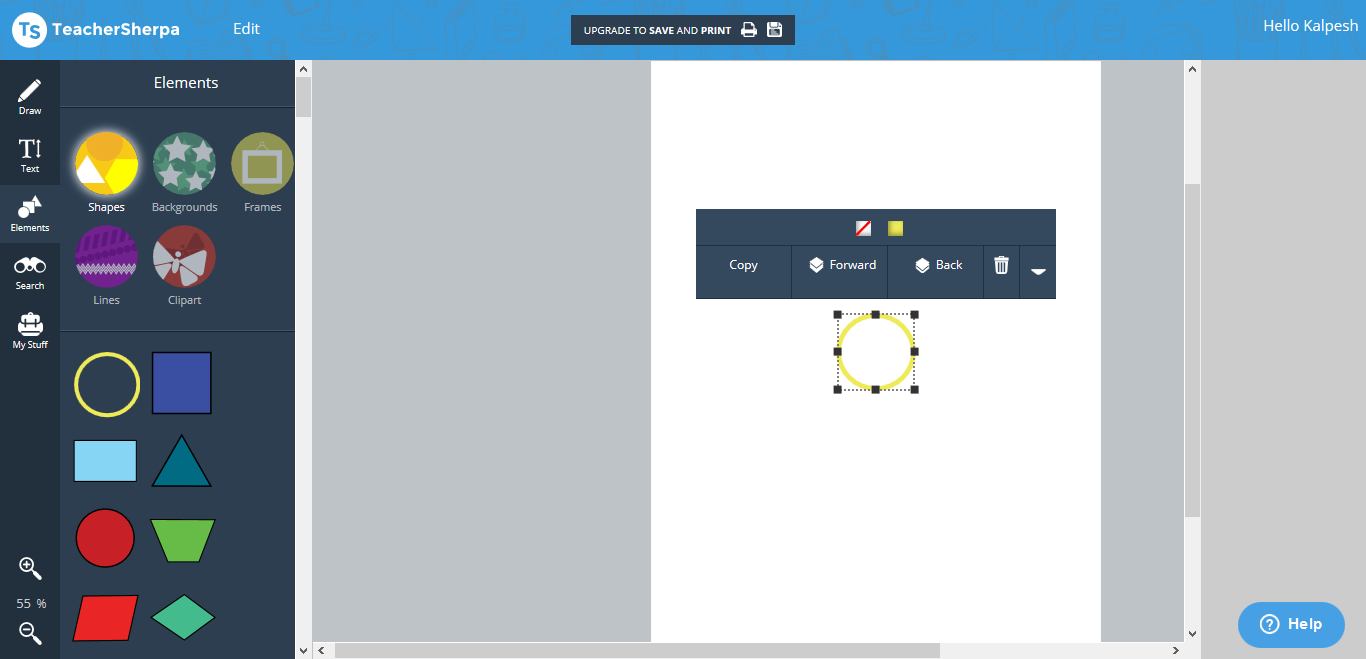 Ts TeacherSherpa
Edit
UPGRADE TO SAVE AND PRINT
Hello Kalpesh
Draw
Text
Elements
Search
My Stuff
55 %
Elements
Shapes
Backgrounds
Frames
Lines
Clipart
Copy
Forward
Back
? Help